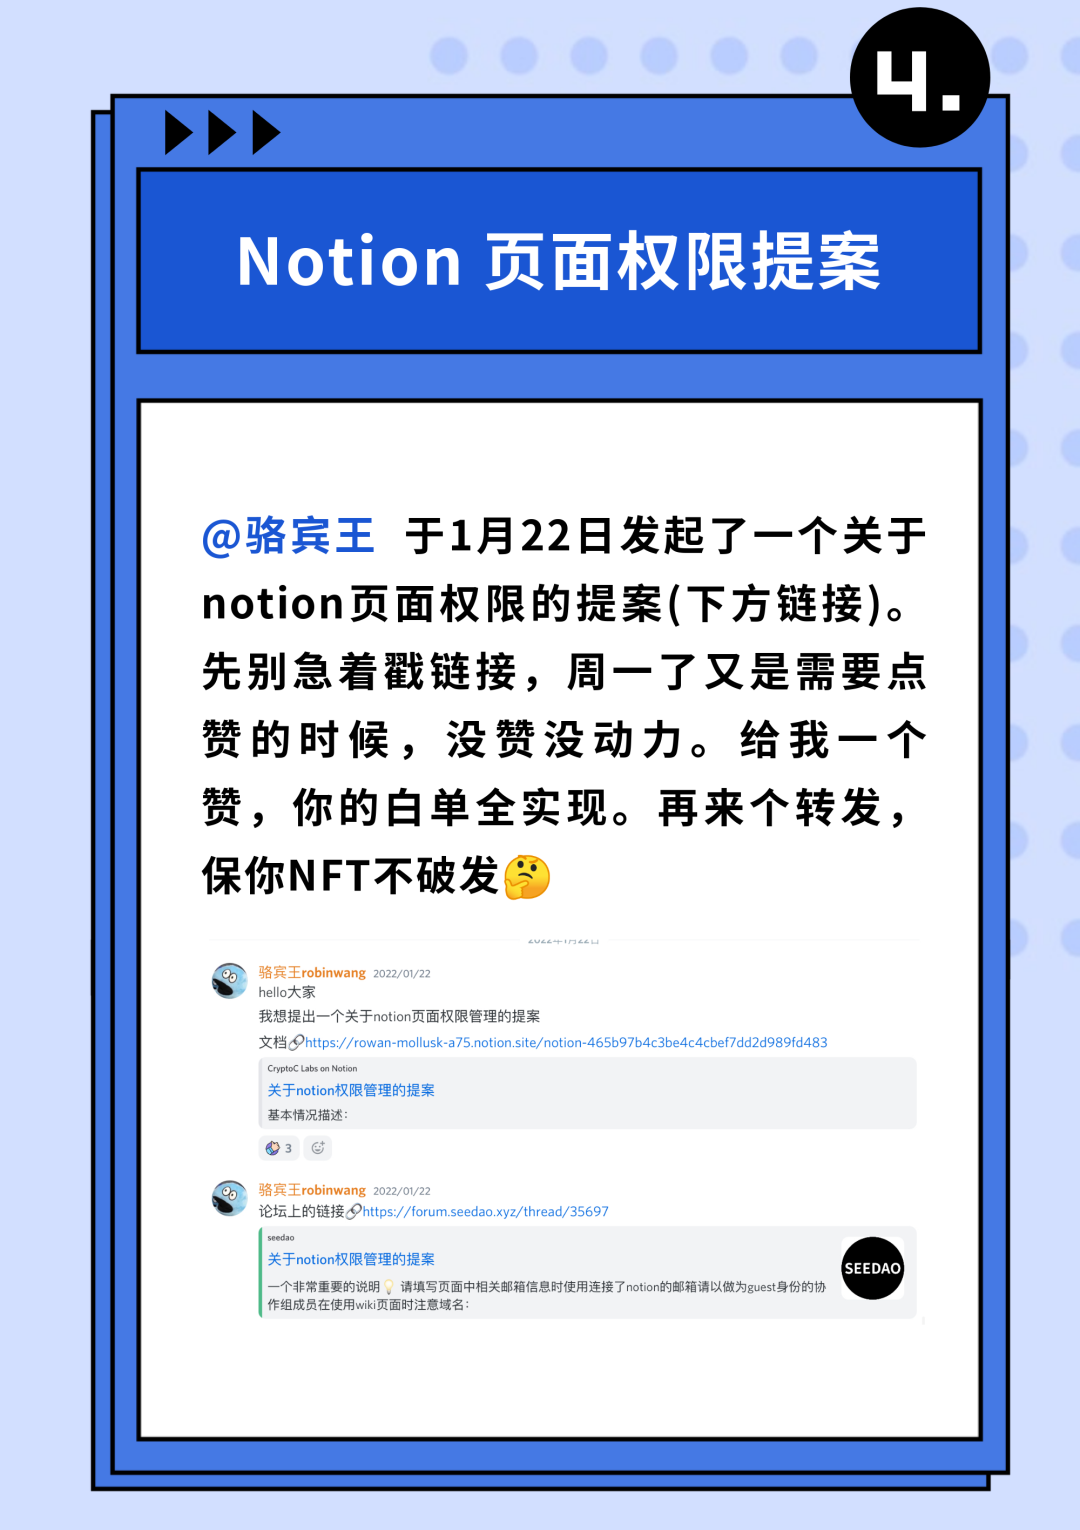 4.
Notion 页面权限提案
@骆宾王 于1月22日发起了一个关于
notion页面权限的提案(下方链接)。
先别急着戳链接，周一了又是需要点
赞的时候，没赞没动力。给我一个
赞，你的白单全实现。再来个转发，
保你NFT不破发🤔
2022年1月22日
骆宾王robinwang 2022/01/22
hello大家
我想提出一个关于notion页面权限管理的提案
文档🔗https://rowan-mollusk-a75.notion.site/notion-465b97b4c3be4c4cbef7dd2d989fd483
CryptoC Labs on Notion
关于notion权限管理的提案
基本情况描述：
3
骆宾王robinwang 2022/01/22
论坛上的链接🔗https://forum.seedao.xyz/thread/35697
seedao
关于notion权限管理的提案
一个非常重要的说明💡 请填写页面中相关邮箱信息时使用连接了notion的邮箱请以做为guest身份的协
作组成员在使用wiki页面时注意域名：
SEEDAO